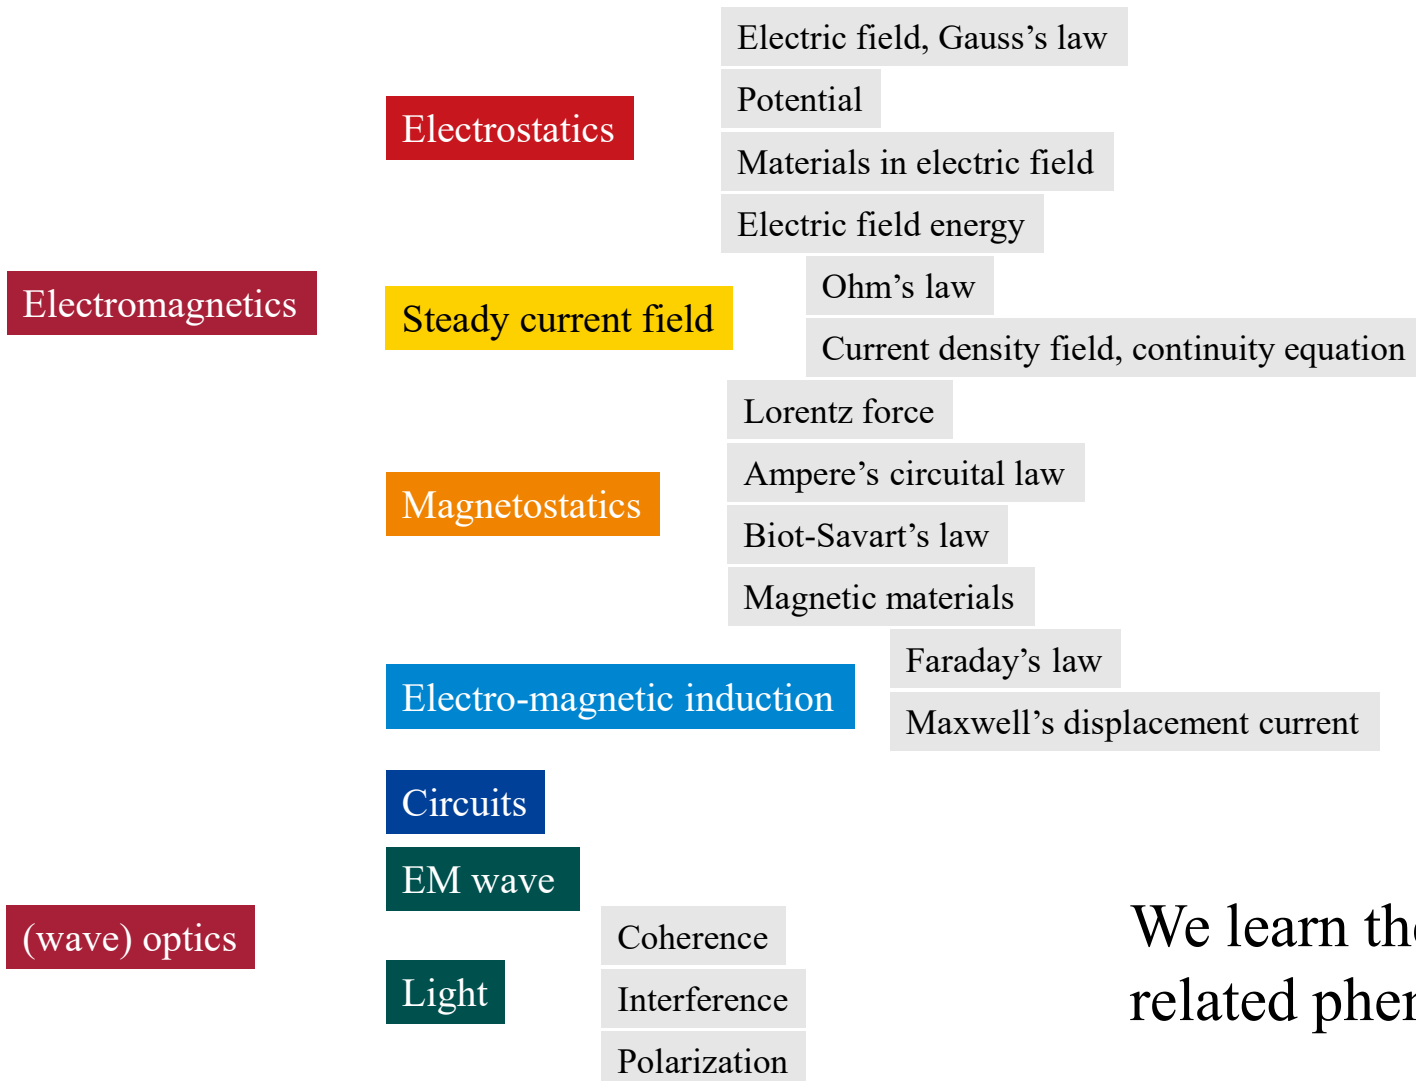 Electromagnetics
Electrostatics
Electric field, Gauss’s law
Potential
Materials in electric field
Electric field energy
Steady current field
Ohm’s law
Current density field, continuity equation
Magnetostatics
Lorentz force
Ampere’s circuital law
Biot-Savart’s law
Magnetic materials
Electro-magnetic induction
Faraday’s law
Maxwell’s displacement current
Circuits
(wave) optics
EM wave
Light
Coherence
Interference
Polarization
We learn
related